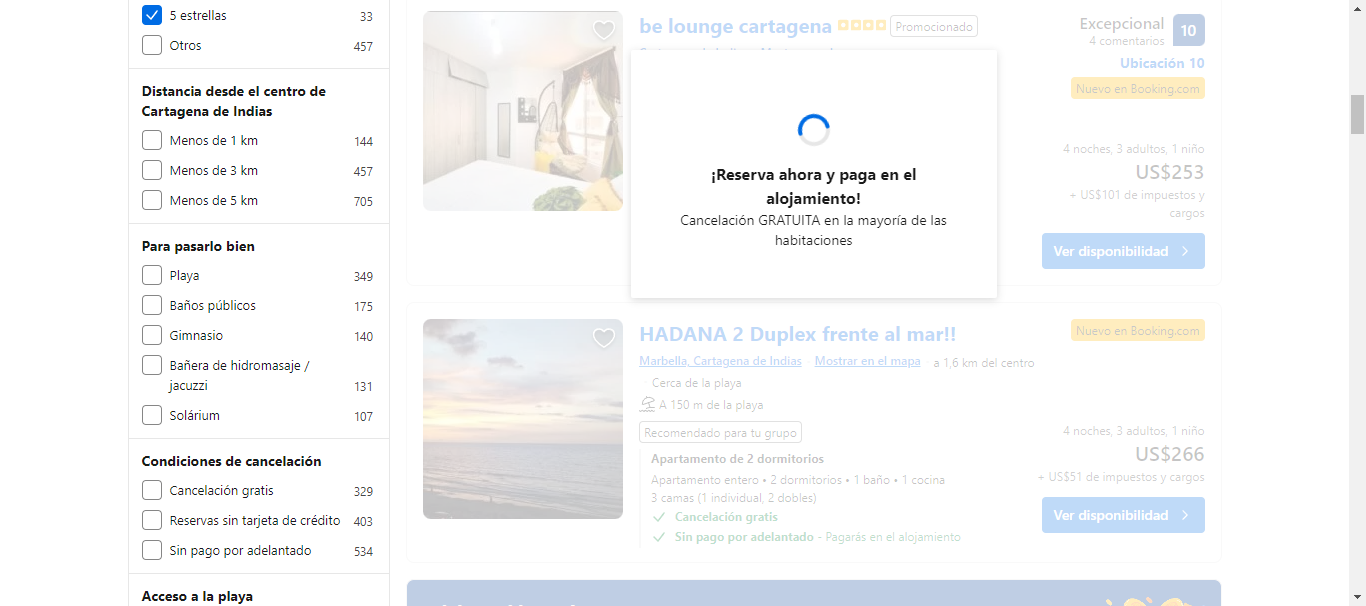 5 estrellas 33
Otros 457
Distancia desde el centro de
Cartagena de Indias
Menos de 1 km 144
Menos de 3 km 457
Menos de 5 km 705
Para pasarlo bien
Playa 349
Baños públicos 175
Gimnasio 140
Bañera de hidromasaje /
jacuzzi 131
Solárium 107
Condiciones de cancelación
Cancelación gratis 329
Reservas sin tarjeta de crédito 403
Sin pago por adelantado 534
Acceso a la playa
be lounge cartagena Promocionado
Excepcional 10
4 comentarios
Ubicación 10
Nuevo en Booking.com
4 noches, 3 adultos, 1 niño
US$253
+ US$101 de impuestos y
cargos
Ver disponibilidad
¡Reserva ahora y paga en el
alojamiento!
Cancelación GRATUITA en la mayoría de las
habitaciones
HADANA 2 Duplex frente al mar!!
Nuevo en Booking.com
Marbella, Cartagena de Indias Mostrar en el mapa a 1,6 km del centro
Cerca de la playa
A 150 m de la playa
Recomendado para tu grupo
Apartamento de 2 dormitorios
Apartamento entero • 2 dormitorios • 1 baño • 1 cocina
3 camas (1 individual, 2 dobles)
Cancelación gratis
Sin pago por adelantado - Pagarás en el alojamiento
4 noches, 3 adultos, 1 niño
US$266
+ US$51 de impuestos y cargos
Ver disponibilidad